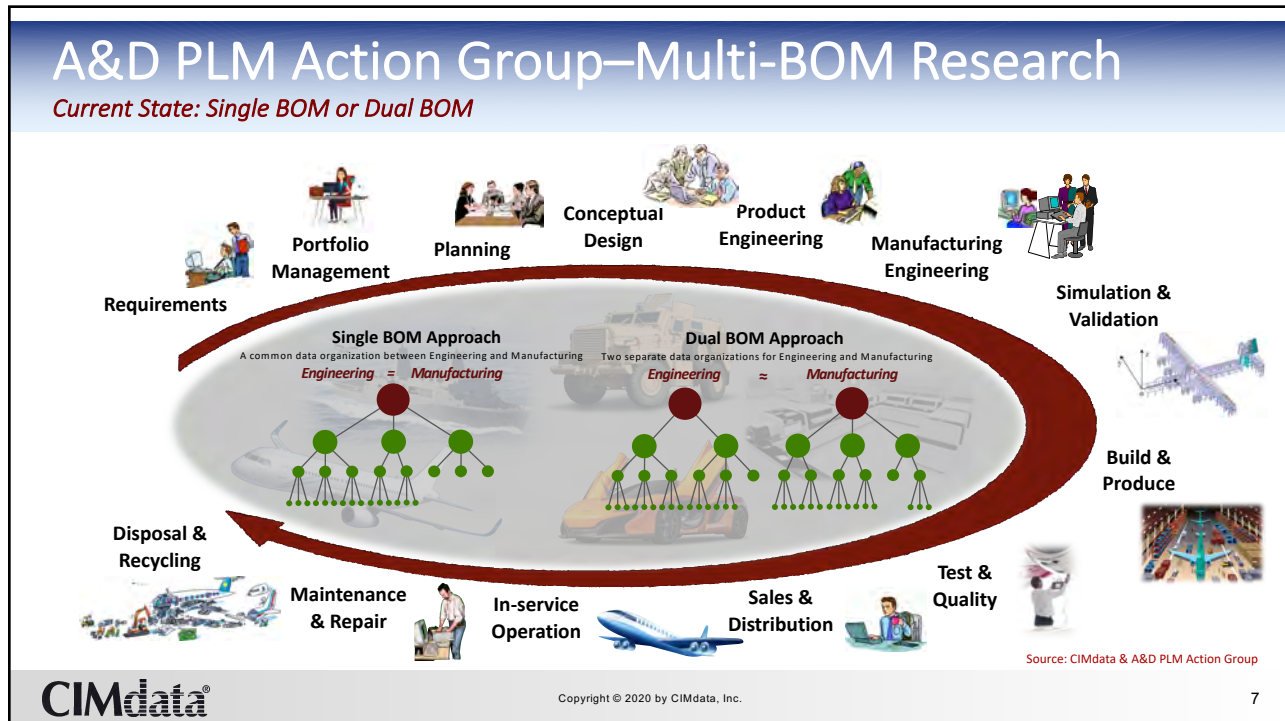 A&D PLM Action Group–Multi-BOM Research
Current State: Single BOM or Dual BOM
Requirements
Portfolio
Management
Planning
Conceptual
Design
Product
Engineering
Manufacturing
Engineering
Simulation &
Validation
Build &
Produce
Test &
Quality
Sales &
Distribution
In-service
Operation
Maintenance
& Repair
Disposal &
Recycling
Single BOM Approach
A common data organization between Engineering and Manufacturing
Engineering = Manufacturing
Dual BOM Approach
Two separate data organizations for Engineering and Manufacturing
Engineering ≈ Manufacturing
Source: CIMdata & A&D PLM Action Group
CIMdata®
Copyright © 2020 by CIMdata, Inc.
7